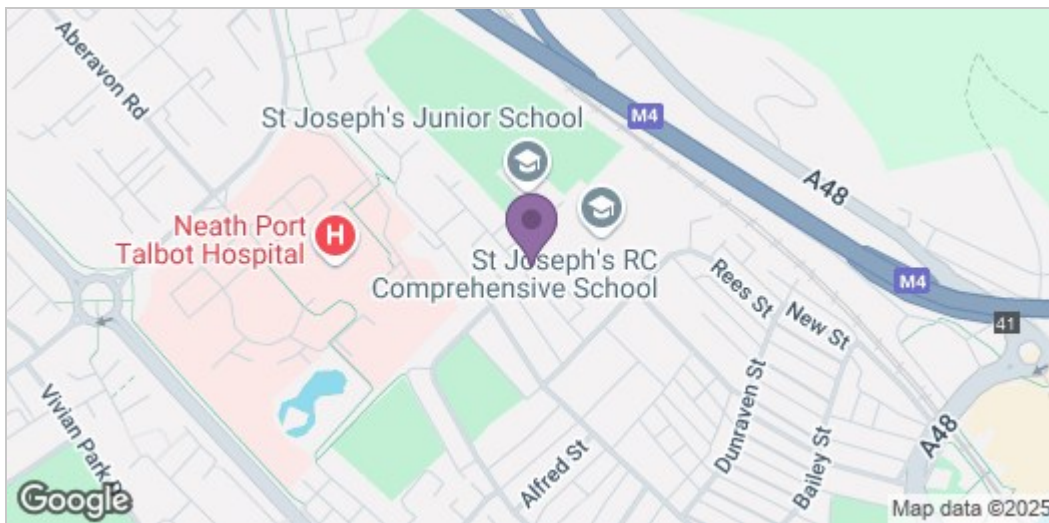 Aberavon Rd
St Joseph's Junior School
M4
A48
Neath Port
Talbot Hospital
H
St Joseph's RC
Comprehensive School
Rees St
New St
M4
41
Vivian Park
Dunraven St
Bailey St
Alfred St
A48
Google
Map data ©2025